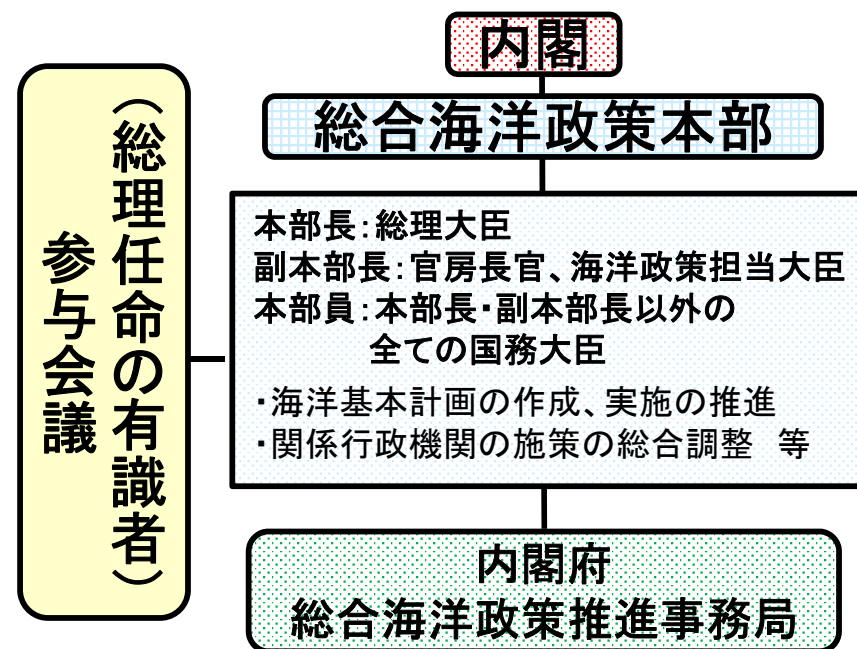 内閣
総合海洋政策本部
(総理任命の有識者)
参与会議
本部長:総理大臣
副本部長:官房長官、海洋政策担当大臣
本部員:本部長・副本部長以外の
全ての国務大臣
・海洋基本計画の作成、実施の推進
・関係行政機関の施策の総合調整 等
内閣府
総合海洋政策推進事務局